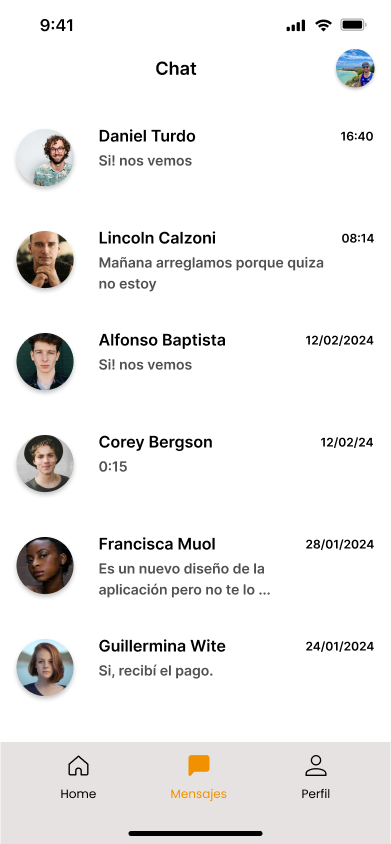 9:41
Chat
Daniel Turdo
16:40
Si! nos vemos
Lincoln Calzoni
08:14
Mañana arreglamos porque quiza
no estoy
Alfonso Baptista
12/02/2024
Si! nos vemos
Corey Bergson
12/02/24
0:15
Francisca Muol
28/01/2024
Es un nuevo diseño de la
aplicación pero no te lo ...
Guillermina Wite
24/01/2024
Si, recibí el pago.
Home
Mensajes
Perfil